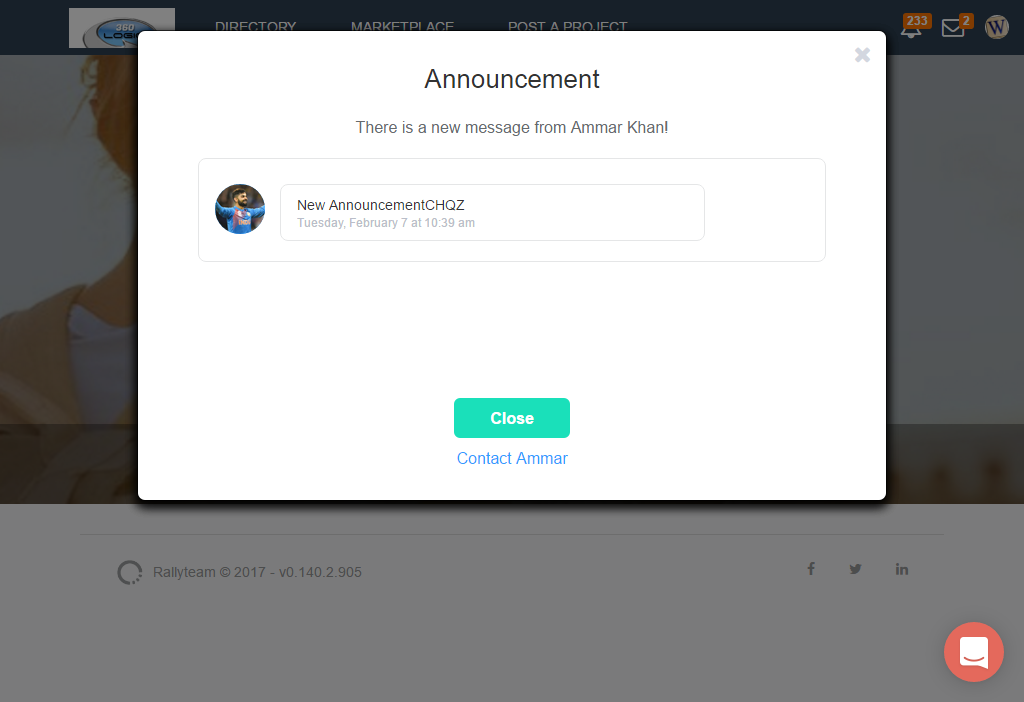 360
LOGI
DIRECTORY
MARKETPLACE
POST A PROJECT
233
2
W
Announcement
There is a new message from Ammar Khan!
New AnnouncementCHQZ
Tuesday, February 7 at 10:39 am
Close
Contact Ammar
Rallyteam © 2017 - v0.140.2.905